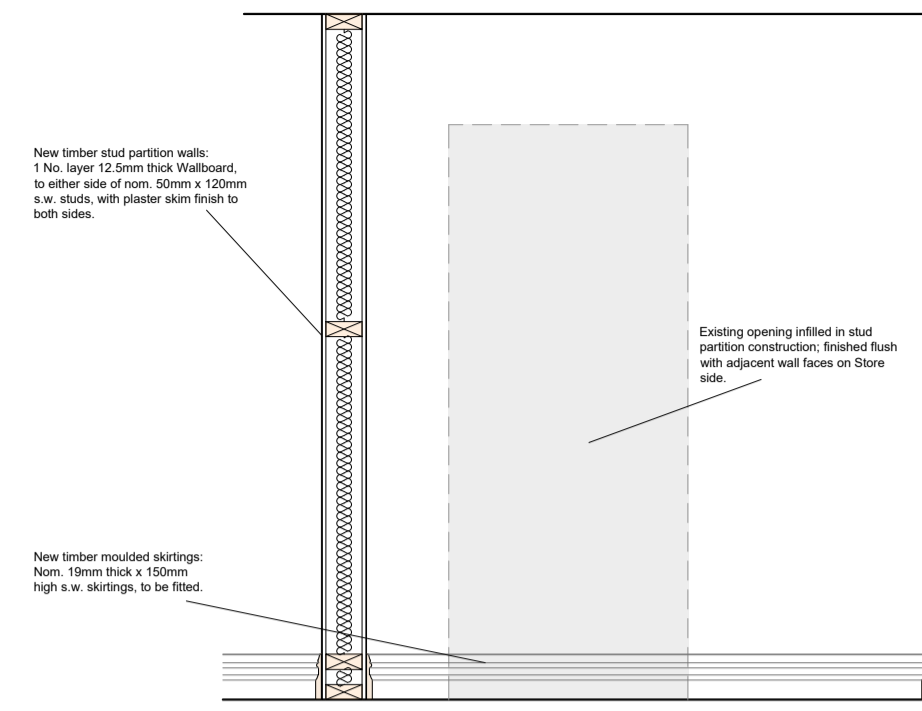 New timber stud partition walls:
1 No. layer 12.5mm thick Wallboard,
to either side of nom. 50mm x 120mm
s.w. studs, with plaster skim finish to
both sides.
Existing opening infilled in stud
partition construction; finished flush
with adjacent wall faces on Store
side.
New timber moulded skirtings:
Nom. 19mm thick x 150mm
high s.w. skirtings, to be fitted.